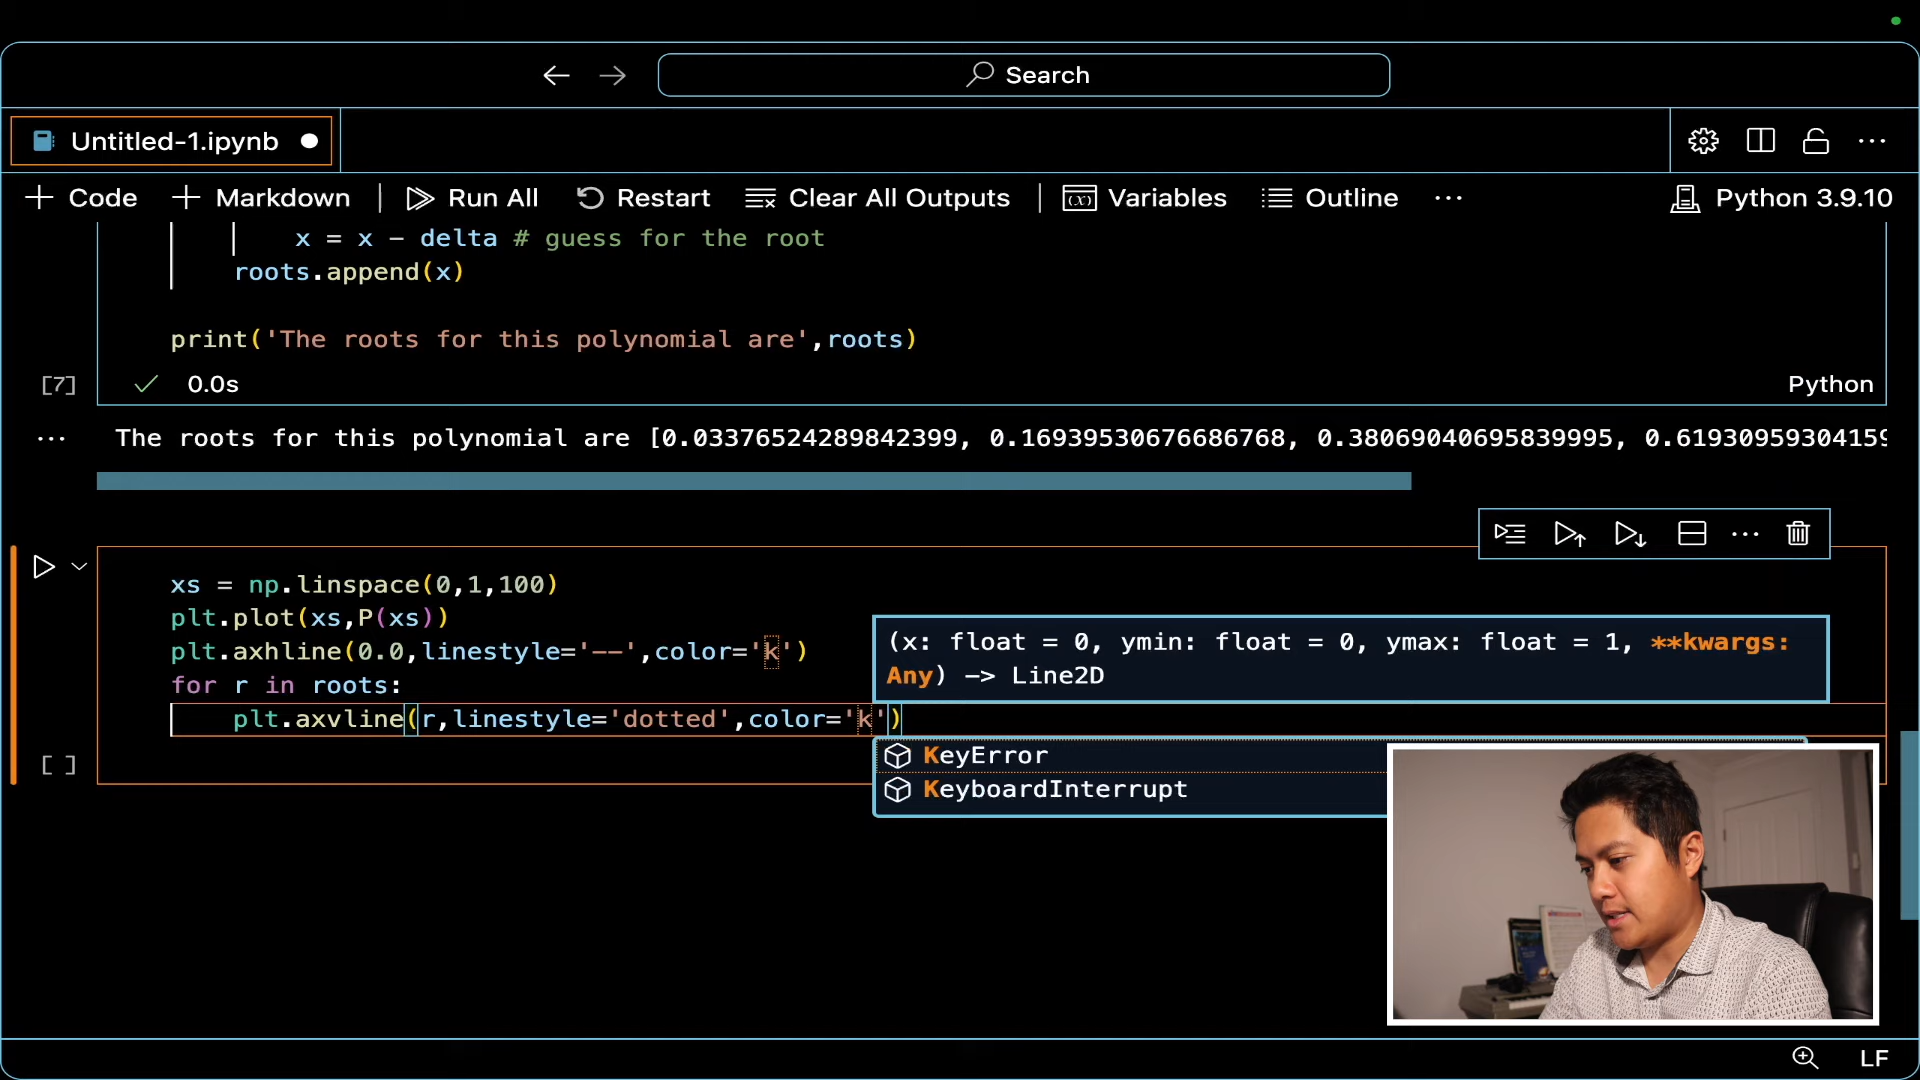 Search
Untitled-1.ipynb
Code
Markdown
Run All
Restart
Clear All Outputs
Variables
Outline
...
Python 3.9.10
x = x - delta # guess for the root
roots.append(x)
print('The roots for this polynomial are',roots)
[7]
0.0s
Python
The roots for this polynomial are [0.03376524289842399, 0.16939530676686768, 0.38069040695839995, 0.61930959304159
xs = np.linspace(0,1,100)
plt.plot(xs,P(xs))
plt.axhline(0.0,linestyle='--',color='k')
for r in roots:
plt.axvline(r,linestyle='dotted',color='k')
(x: float = 0, ymin: float = 0, ymax: float = 1, **kwargs:
Any) -> Line2D
KeyError
KeyboardInterrupt
[ ]
LF